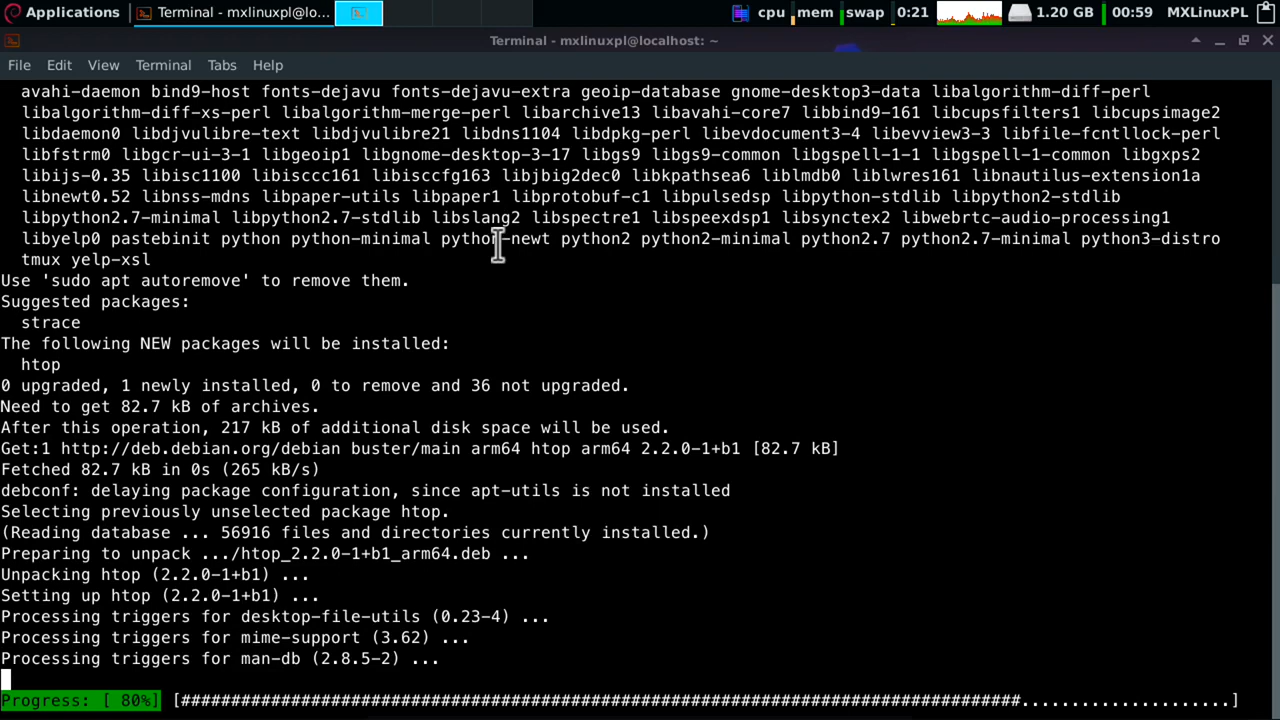 Applications
Terminal - mxlinuxpl@lo...
cpu mem swap 0:21 1.20 GB 00:59 MXLinuxPL
Terminal - mxlinuxpl@localhost: ~
File Edit View Terminal Tabs Help
avahi-daemon bind9-host fonts-dejavu fonts-dejavu-extra geoip-database gnome-desktop3-data libalgorithm-diff-perl
libalgorithm-diff-xs-perl libalgorithm-merge-perl libarchive13 libavahi-core7 libbind9-161 libcupsfilters1 libcupsimage2
libdaemon0 libdjvulibre-text libdjvulibre21 libdns1104 libdpkg-perl libevdocument3-4 libevview3-3 libfile-fcntllock-perl
libfstrm0 libgcr-ui-3-1 libgeoip1 libgnome-desktop-3-17 libgs9 libgs9-common libgspell-1-1 libgspell-1-common libgxps2
libijs-0.35 libisc1100 libisccc161 libisccfg163 libjbig2dec0 libkpathsea6 liblmdb0 liblwres161 libnautilus-extension1a
libnewt0.52 libnss-mdns libpaper-utils libpaper1 libprotobuf-c1 libpulsedsp libpython-stdlib libpython2-stdlib
libpython2.7-minimal libpython2.7-stdlib libslang2 libspectre1 libspeexdsp1 libsynctex2 libwebrtc-audio-processing1
libyelp0 pastebinit python python-minimal python-newt python2 python2-minimal python2.7 python2.7-minimal python3-distro
tmux yelp-xsl
Use 'sudo apt autoremove' to remove them.
Suggested packages:
strace
The following NEW packages will be installed:
htop
0 upgraded, 1 newly installed, 0 to remove and 36 not upgraded.
Need to get 82.7 kB of archives.
After this operation, 217 kB of additional disk space will be used.
Get:1 http://deb.debian.org/debian buster/main arm64 htop arm64 2.2.0-1+b1 [82.7 kB]
Fetched 82.7 kB in 0s (265 kB/s)
debconf: delaying package configuration, since apt-utils is not installed
Selecting previously unselected package htop.
(Reading database ... 56916 files and directories currently installed.)
Preparing to unpack .../htop_2.2.0-1+b1_arm64.deb ...
Unpacking htop (2.2.0-1+b1) ...
Setting up htop (2.2.0-1+b1) ...
Processing triggers for desktop-file-utils (0.23-4) ...
Processing triggers for mime-support (3.62) ...
Processing triggers for man-db (2.8.5-2) ...
Progress: [ 80%] [####################################################################################.....................]